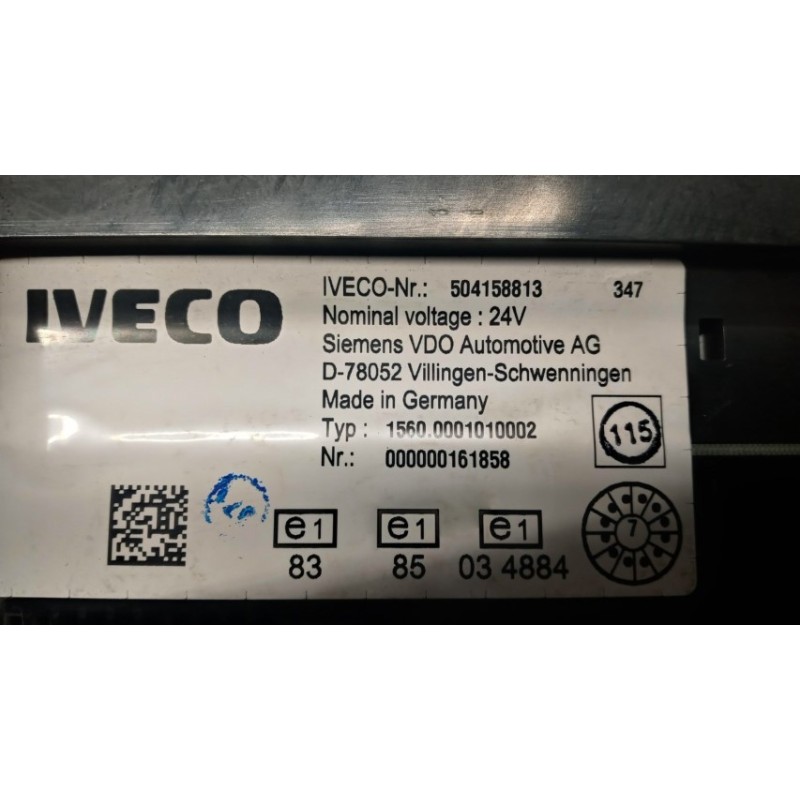 IVECO
IVECO-Nr.: 504158813 347
Nominal voltage : 24V
Siemens VDO Automotive AG
D-78052 Villingen-Schwenningen
Made in Germany
Typ : 1560.0001010002
Nr.: 000000161858
115
7
e1 e1 e1
83 85 03 4884